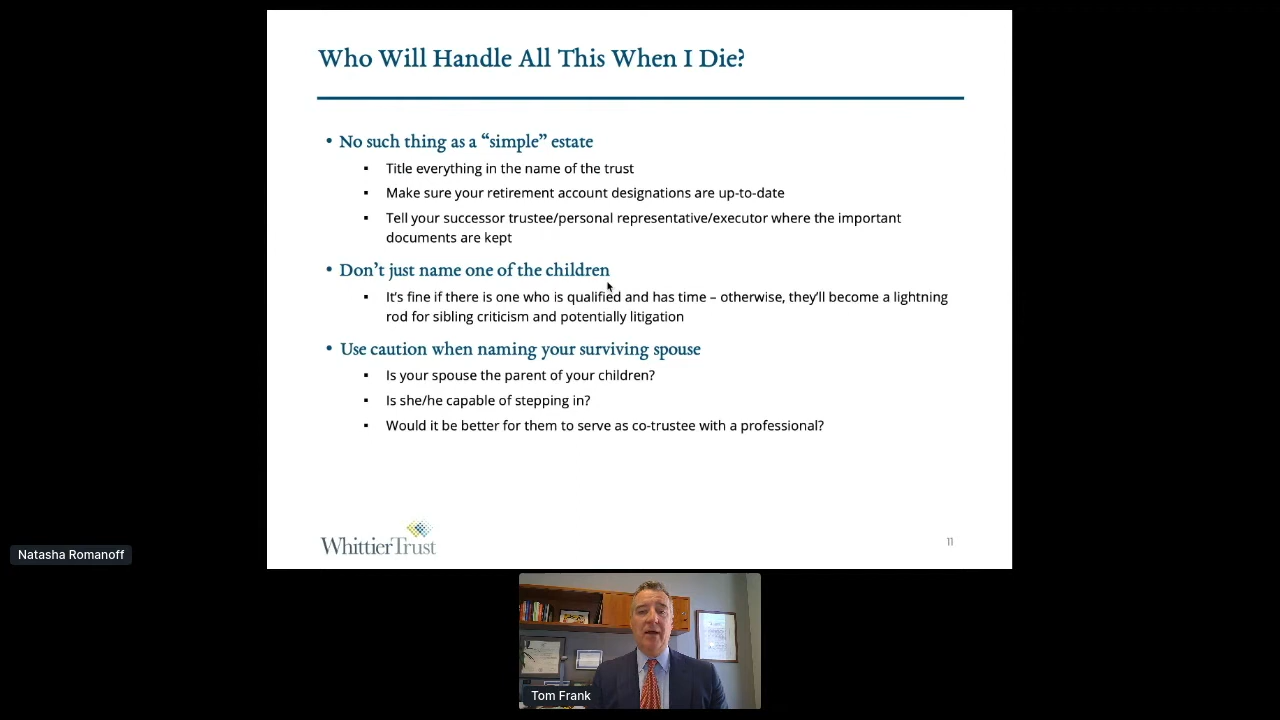 Who Will Handle All This When I Die?
• No such thing as a “simple” estate
▪ Title everything in the name of the trust
▪ Make sure your retirement account designations are up-to-date
▪ Tell your successor trustee/personal representative/executor where the important
documents are kept
• Don’t just name one of the children
▪ It’s fine if there is one who is qualified and has time – otherwise, they’ll become a lightning
rod for sibling criticism and potentially litigation
• Use caution when naming your surviving spouse
▪ Is your spouse the parent of your children?
▪ Is she/he capable of stepping in?
▪ Would it be better for them to serve as co-trustee with a professional?
WhittierTrust
11
Natasha Romanoff
Tom Frank